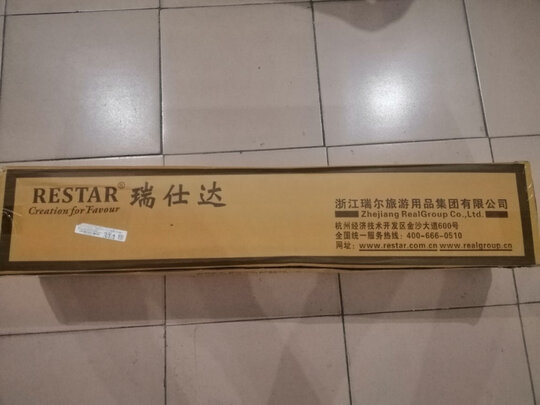 RESTAR® 瑞仕达
Creation for Favour
浙江瑞尔旅游用品集团有限公司
Zhejiang RealGroup Co.,Ltd.
杭州经济技术开发区金沙大道600号
全国统一服务热线：400-666-0510
网址：www.restar.com.cn www.realgroup.cn